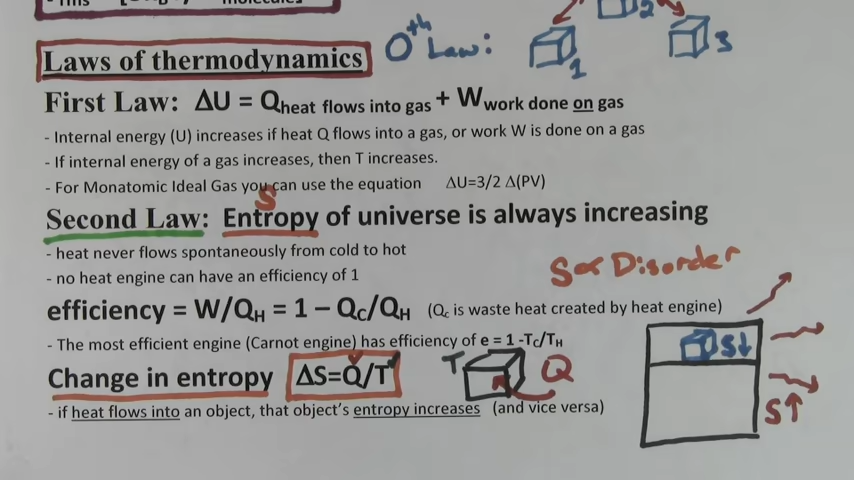 Laws of thermodynamics
0th Law:
1
2
3
First Law: ΔU = Qheat flows into gas + Wwork done on gas
- Internal energy (U) increases if heat Q flows into a gas, or work W is done on a gas
- If internal energy of a gas increases, then T increases.
- For Monatomic Ideal Gas you can use the equation ΔU=3/2 Δ(PV)
S
Second Law: Entropy of universe is always increasing
- heat never flows spontaneously from cold to hot
- no heat engine can have an efficiency of 1
S ∝ Disorder
efficiency = W/QH = 1 – QC/QH (Qc is waste heat created by heat engine)
- The most efficient engine (Carnot engine) has efficiency of e = 1 -TC/TH
S↓
Change in entropy ΔS=Q/T
T
Q
S↑
- if heat flows into an object, that object's entropy increases (and vice versa)